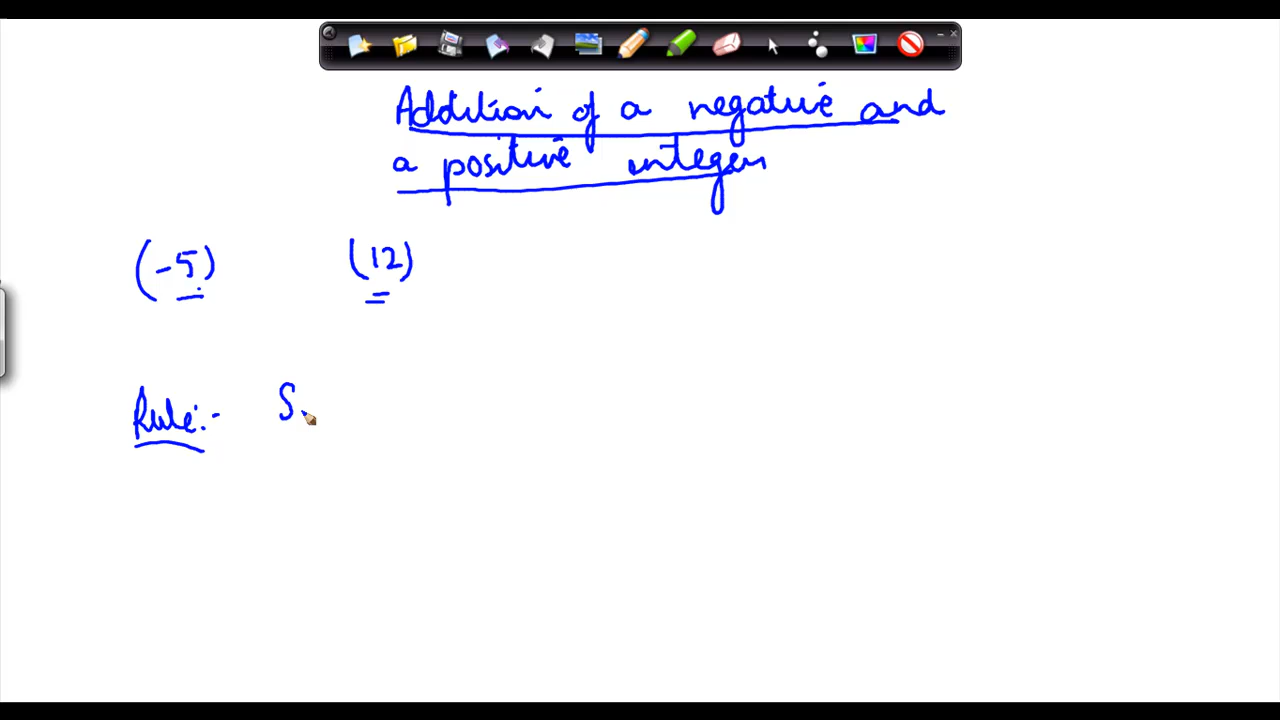 Addition of a negative and
a positive integer
(-5) (12)
Rule:- S